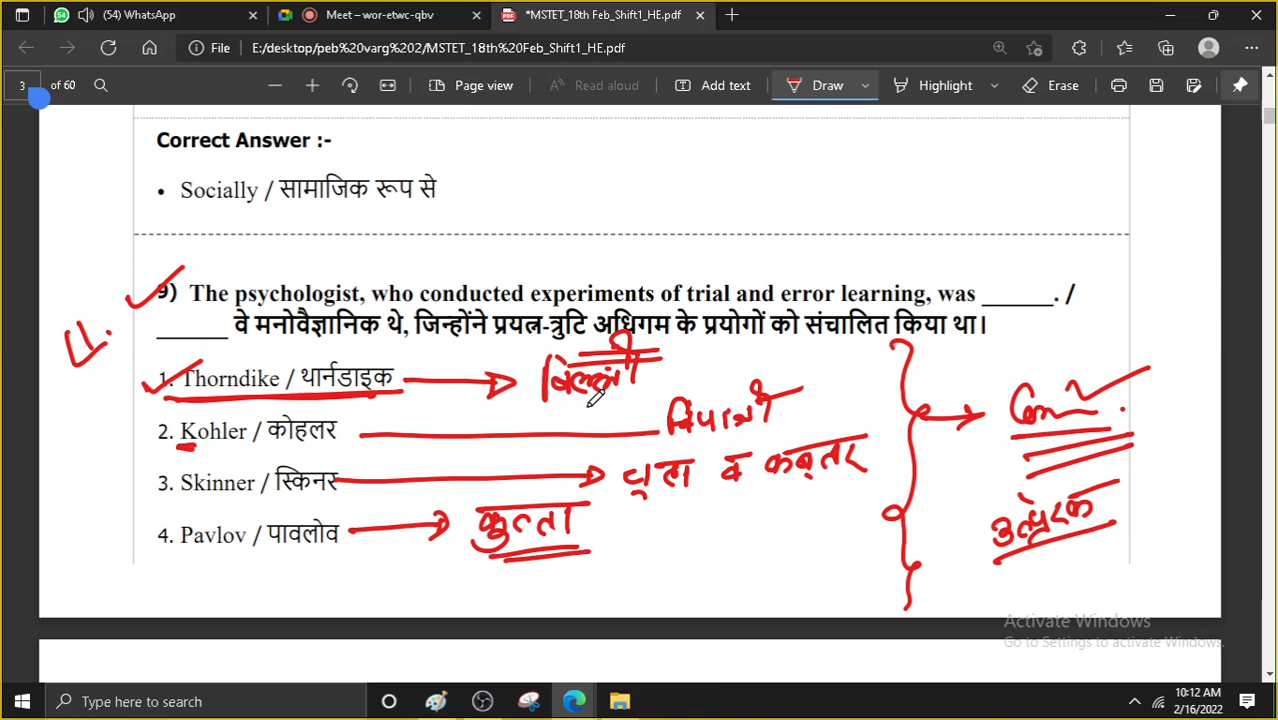 (54) WhatsApp
Meet – wor-etwc-qbv
*MSTET_18th Feb_Shift1_HE.pdf
File E:/desktop/peb%20varg%202/MSTET_18th%20Feb_Shift1_HE.pdf
3 of 60 Page view Read aloud Add text Draw Highlight Erase
Correct Answer :-
• Socially / सामाजिक रूप से
9) The psychologist, who conducted experiments of trial and error learning, was ______. /
______ वे मनोवैज्ञानिक थे, जिन्होंने प्रयत्न-त्रुटि अधिगम के प्रयोगों को संचालित किया था।
1. Thorndike / थार्नडाइक बिल्ली
2. Kohler / कोहलर
3. Skinner / स्किनर चूहा व कबूतर
4. Pavlov / पावलोव कुत्ता
उत्प्रेरक
Activate Windows
Go to Settings to activate Windows.
Type here to search
10:12 AM
2/16/2022